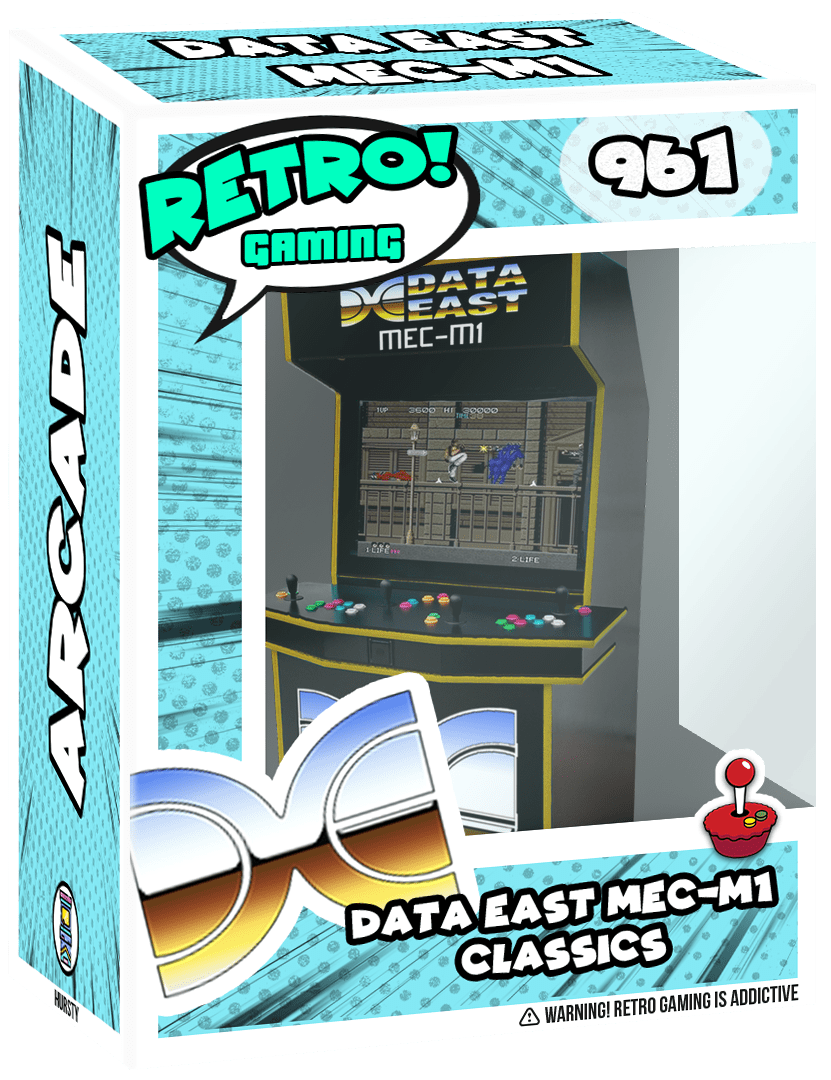 DATA EAST
MEC-M1
RETRO!
GAMING
961
ARCADE
DATA
EAST
MEC-M1
1UP 3600 HI 30000
TIME
1·LIFE
2·LIFE
DATA EAST MEC-M1
CLASSICS
HURSTY
WARNING! RETRO GAMING IS ADDICTIVE